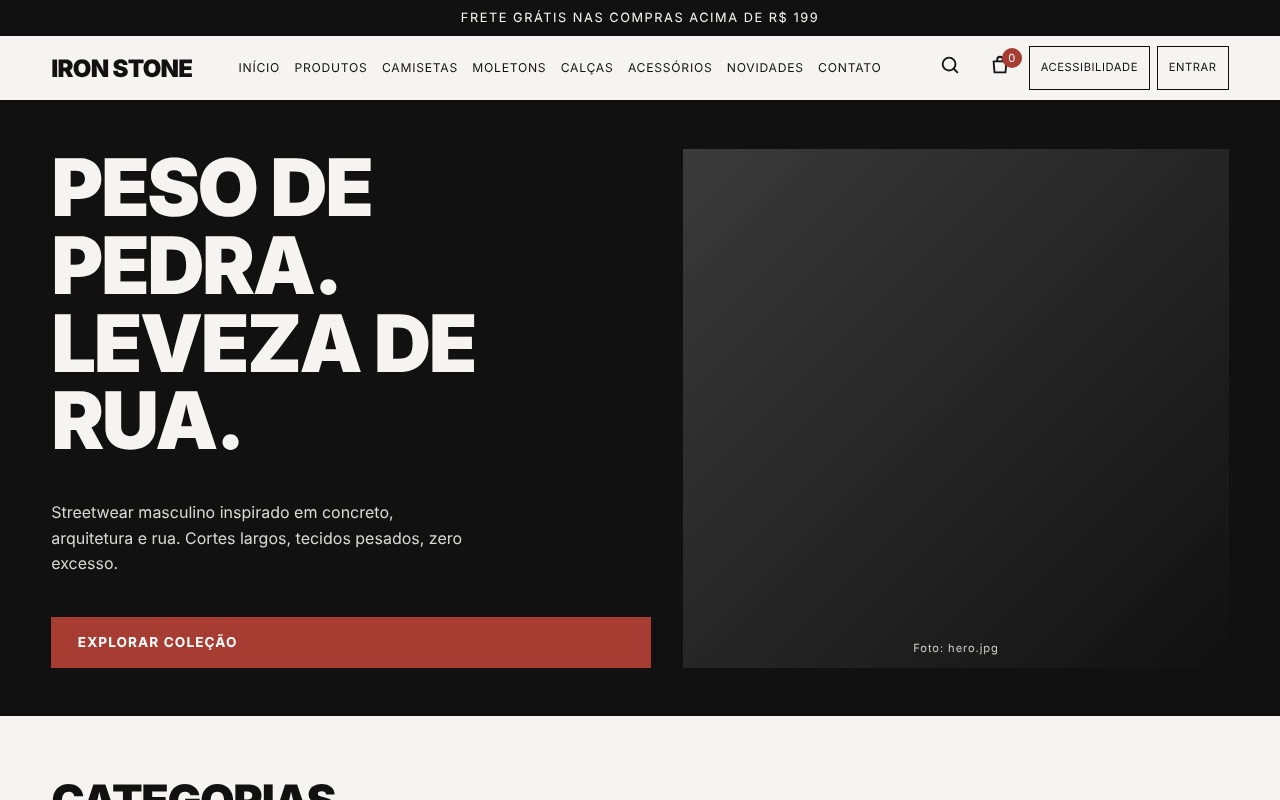 FRETE GRÁTIS NAS COMPRAS ACIMA DE R$ 199
IRON STONE
INÍCIO PRODUTOS CAMISETAS MOLETONS CALÇAS ACESSÓRIOS NOVIDADES CONTATO
0
ACESSIBILIDADE
ENTRAR
PESO DE
PEDRA.
LEVEZA DE
RUA.
Streetwear masculino inspirado em concreto,
arquitetura e rua. Cortes largos, tecidos pesados, zero
excesso.
EXPLORAR COLEÇÃO
Foto: hero.jpg
CATEGORIAS